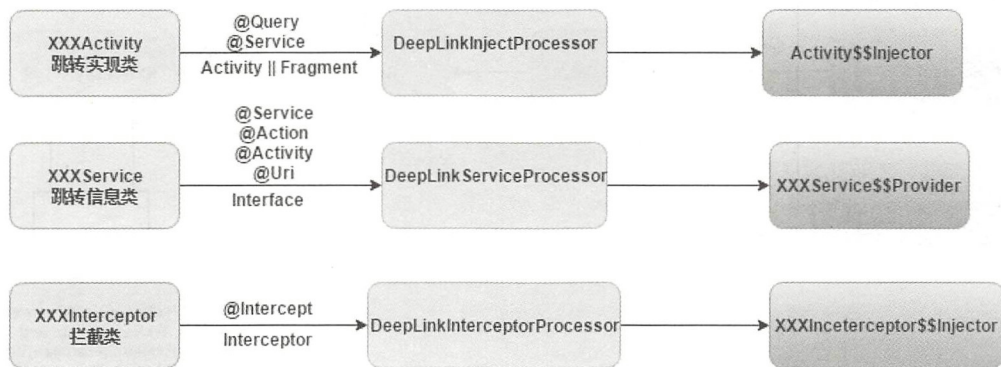 XXXActivity
跳转实现类
@Query
@Service
Activity || Fragment
DeepLinkInjectProcessor
Activity$$Injector
XXXService
跳转信息类
@Service
@Action
@Activity
@Uri
Interface
DeepLinkServiceProcessor
XXXService$$Provider
XXXInterceptor
拦截类
@Intercept
Interceptor
DeepLinkInterceptorProcessor
XXXInceterceptor$$Injector